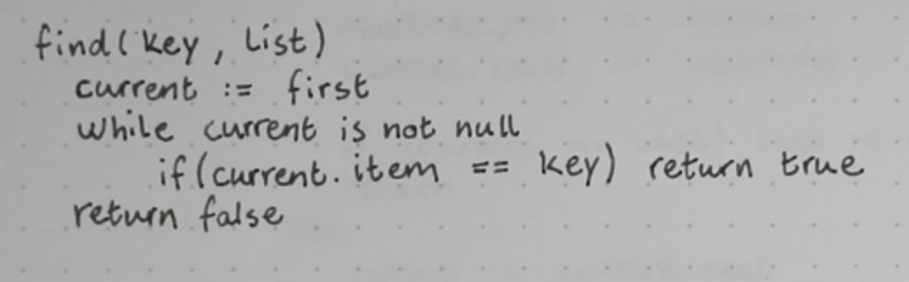 find(key, list)
current := first
while current is not null
if(current.item == key) return true
return false